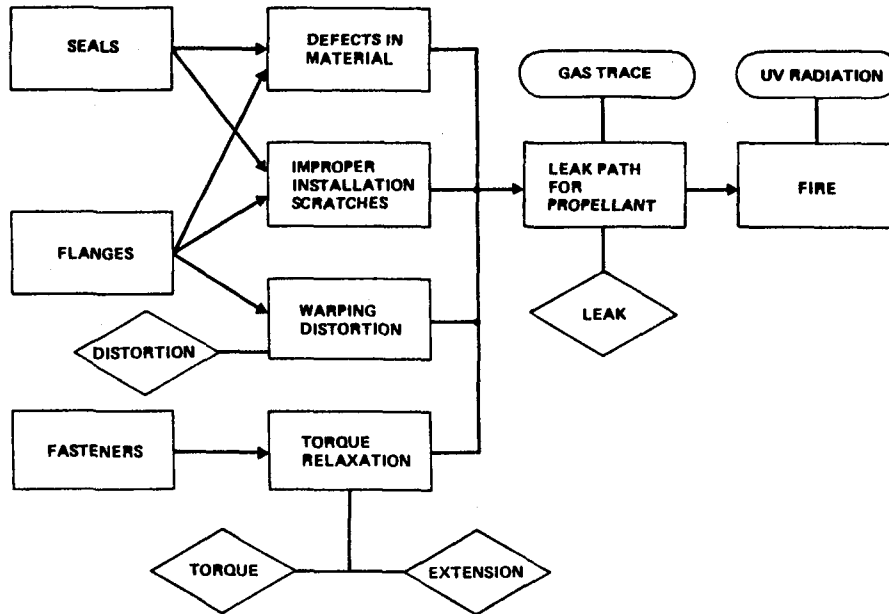 SEALS
DEFECTS IN
MATERIAL
GAS TRACE
UV RADIATION
IMPROPER
INSTALLATION
SCRATCHES
LEAK PATH
FOR
PROPELLANT
FIRE
FLANGES
WARPING
DISTORTION
LEAK
DISTORTION
FASTENERS
TORQUE
RELAXATION
TORQUE
EXTENSION